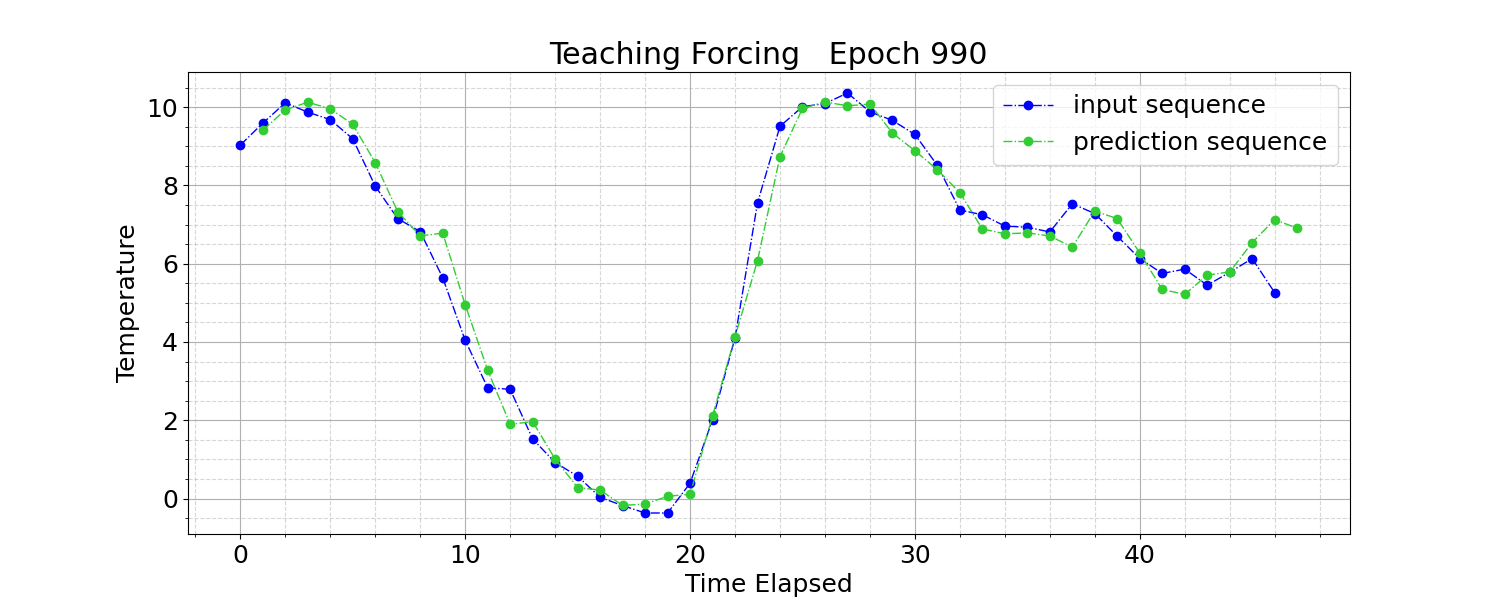 Teaching Forcing   Epoch 990
input sequence
prediction sequence
Temperature
10
8
6
4
2
0
0 10 20 30 40
Time Elapsed